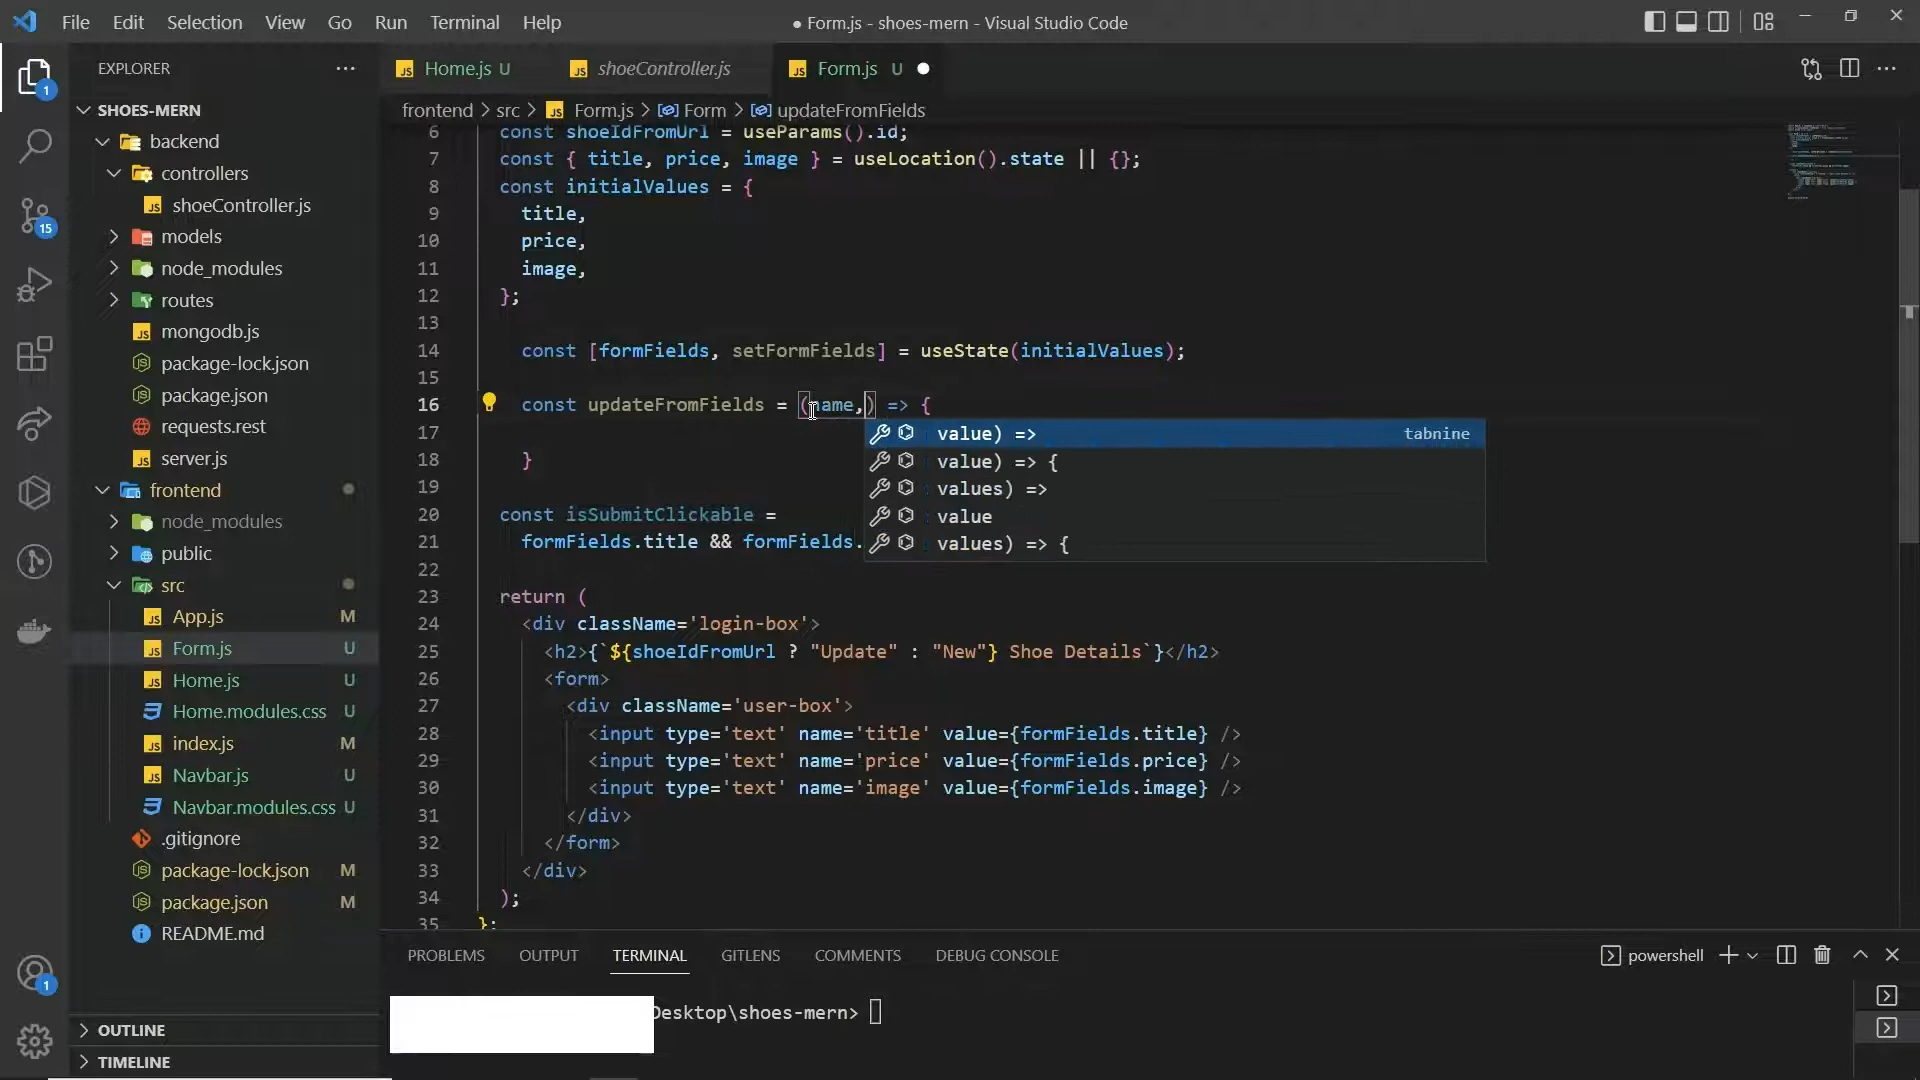 File Edit Selection View Go Run Terminal Help
● Form.js - shoes-mern - Visual Studio Code
1
EXPLORER
SHOES-MERN
backend
controllers
shoeController.js
models
node_modules
routes
mongodb.js
package-lock.json
package.json
requests.rest
server.js
frontend
node_modules
public
src
App.js M
Form.js U
Home.js U
Home.modules.css U
index.js M
Navbar.js U
Navbar.modules.css U
.gitignore
package-lock.json M
package.json M
README.md
OUTLINE
TIMELINE
15
1
Home.js U
shoeController.js
Form.js U
frontend > src > JS Form.js > Form > updateFromFields
6 const shoeIdFromUrl = useParams().id;
7 const { title, price, image } = useLocation().state || {};
8 const initialValues = {
9 title,
10 price,
11 image,
12 };
13
14 const [formFields, setFormFields] = useState(initialValues);
15
16 const updateFromFields = (name,) => {
17
18 }
19
20 const isSubmitClickable =
21 formFields.title && formFields.
22
23 return (
24 <div className='login-box'>
25 <h2>{`${shoeIdFromUrl ? "Update" : "New"} Shoe Details`}</h2>
26 <form>
27 <div className='user-box'>
28 <input type='text' name='title' value={formFields.title} />
29 <input type='text' name='price' value={formFields.price} />
30 <input type='text' name='image' value={formFields.image} />
31 </div>
32 </form>
33 </div>
34 );
35 };
value) => tabnine
value) => {
values) =>
value
values) => {
PROBLEMS OUTPUT TERMINAL GITLENS COMMENTS DEBUG CONSOLE
powershell
Desktop\shoes-mern>